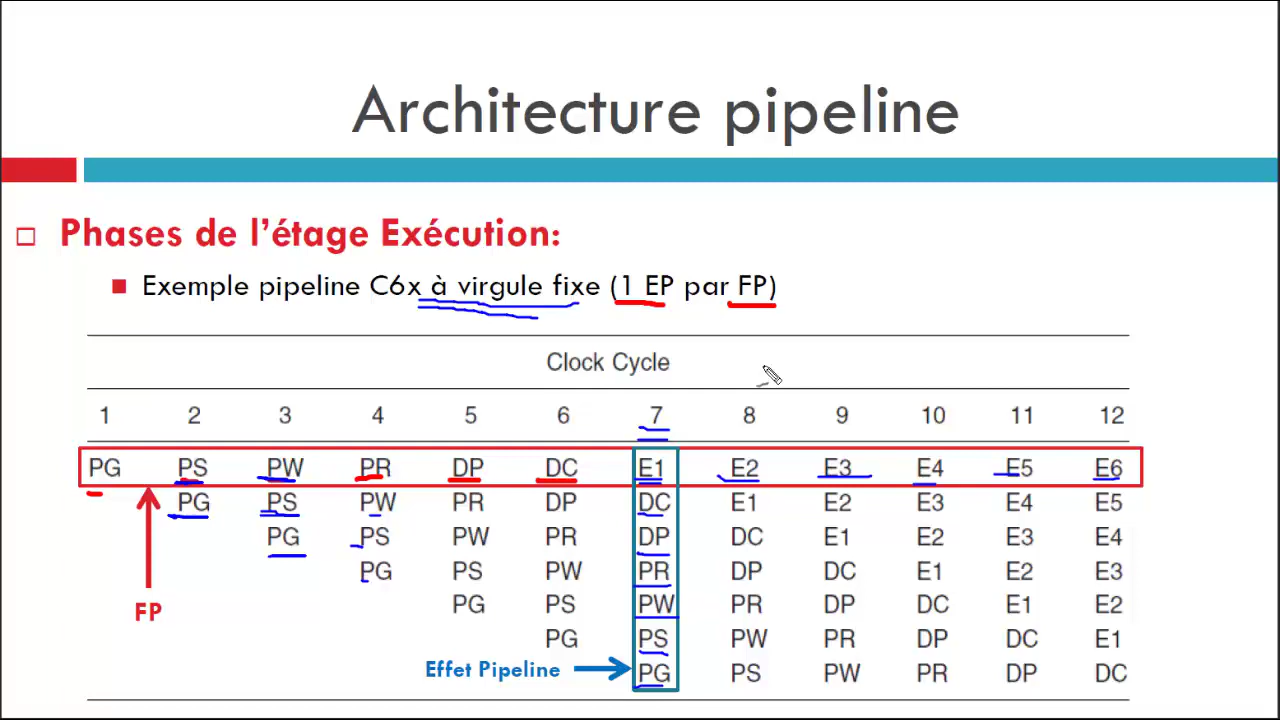 Architecture pipeline
Phases de l'étage Exécution:
Exemple pipeline C6x à virgule fixe (1 EP par FP)
Clock Cycle
1 2 3 4 5 6 7 8 9 10 11 12
PG PS PW PR DP DC E1 E2 E3 E4 E5 E6
PG PS PW PR DP DC E1 E2 E3 E4 E5
PG PS PW PR DP DC E1 E2 E3 E4
PG PS PW PR DP DC E1 E2 E3
FP PG PS PW PR DP DC E1 E2
PG PS PW PR DP DC E1
Effet Pipeline PG PS PW PR DP DC